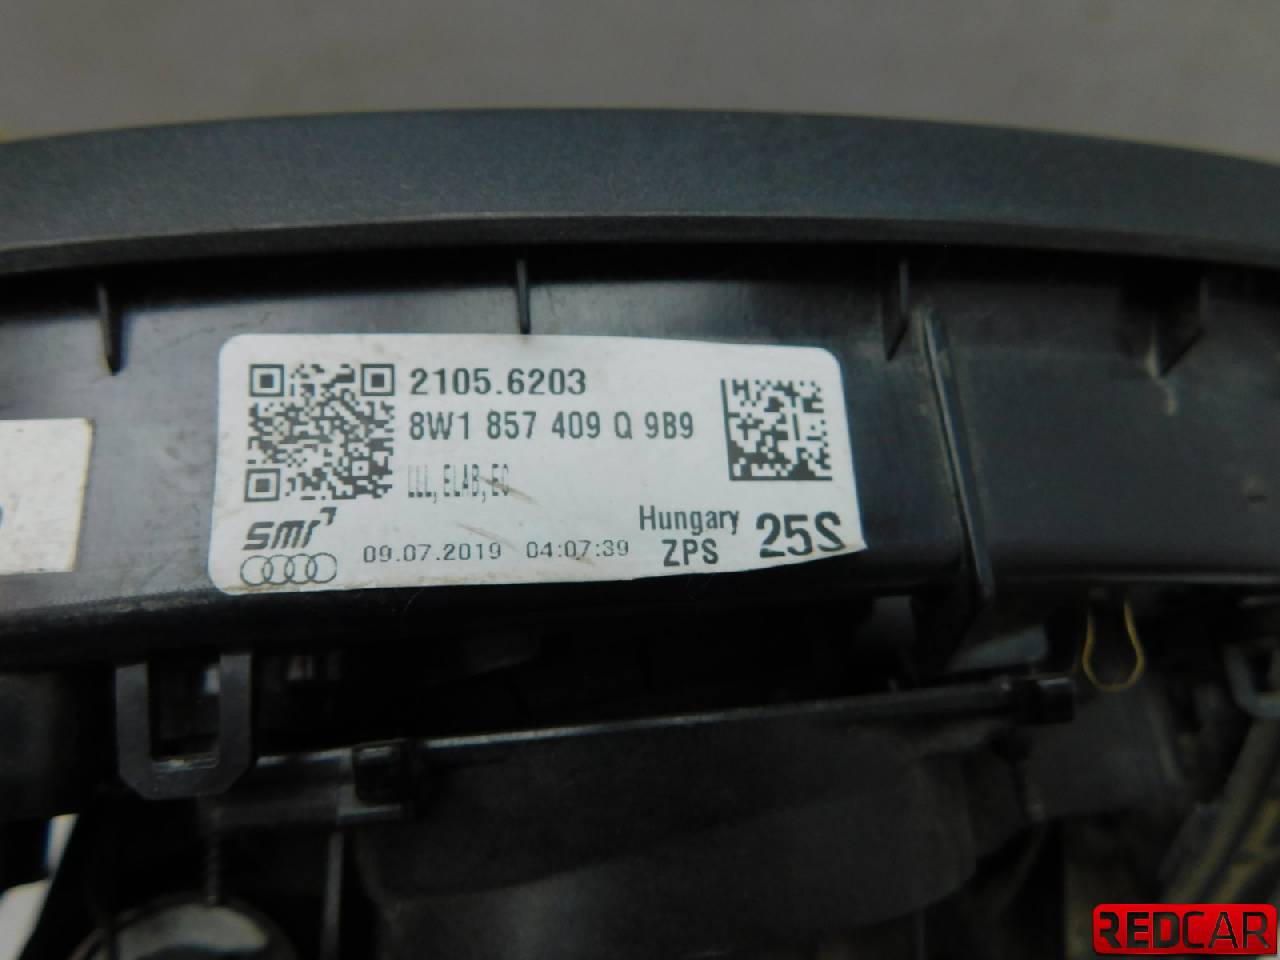 2105.6203
8W1 857 409 Q 9B9
LLL, ELAB, EC
smr
Hungary 25S
ZPS
09.07.2019 04:07:39
REDCAR